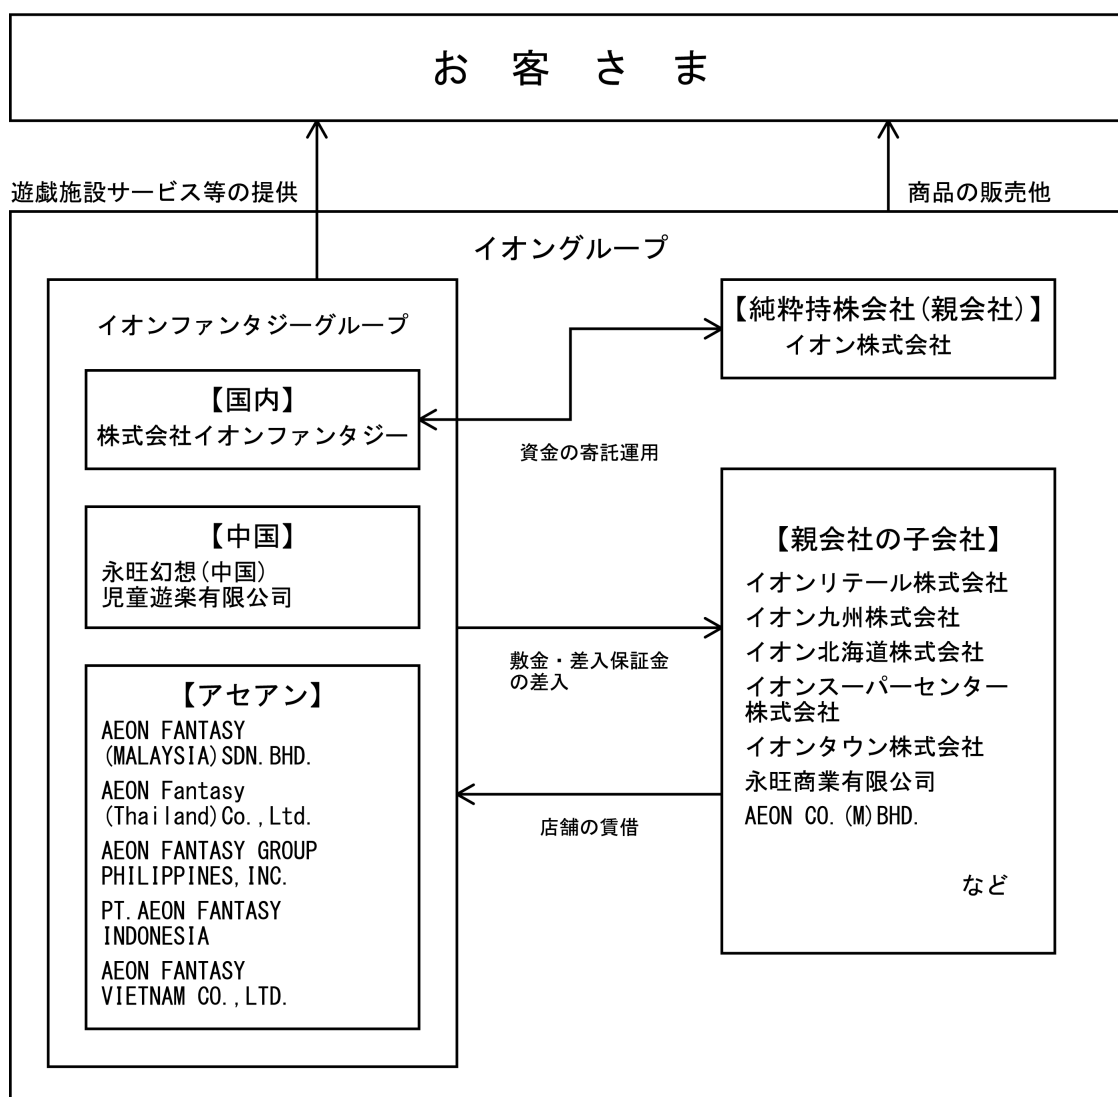 お客さま
遊戯施設サービス等の提供
商品の販売他
イオングループ
イオンファンタジーグループ
【国内】
株式会社イオンファンタジー
【中国】
永旺幻想(中国)
児童遊楽有限公司
【アセアン】
AEON FANTASY
(MALAYSIA)SDN.BHD.
AEON Fantasy
(Thailand)Co.,Ltd.
AEON FANTASY GROUP
PHILIPPINES,INC.
PT.AEON FANTASY
INDONESIA
AEON FANTASY
VIETNAM CO.,LTD.
資金の寄託運用
敷金・差入保証金
の差入
店舗の賃借
【純粋持株会社(親会社)】
イオン株式会社
【親会社の子会社】
イオンリテール株式会社
イオン九州株式会社
イオン北海道株式会社
イオンスーパーセンター
株式会社
イオンタウン株式会社
永旺商業有限公司
AEON CO.(M)BHD.
など